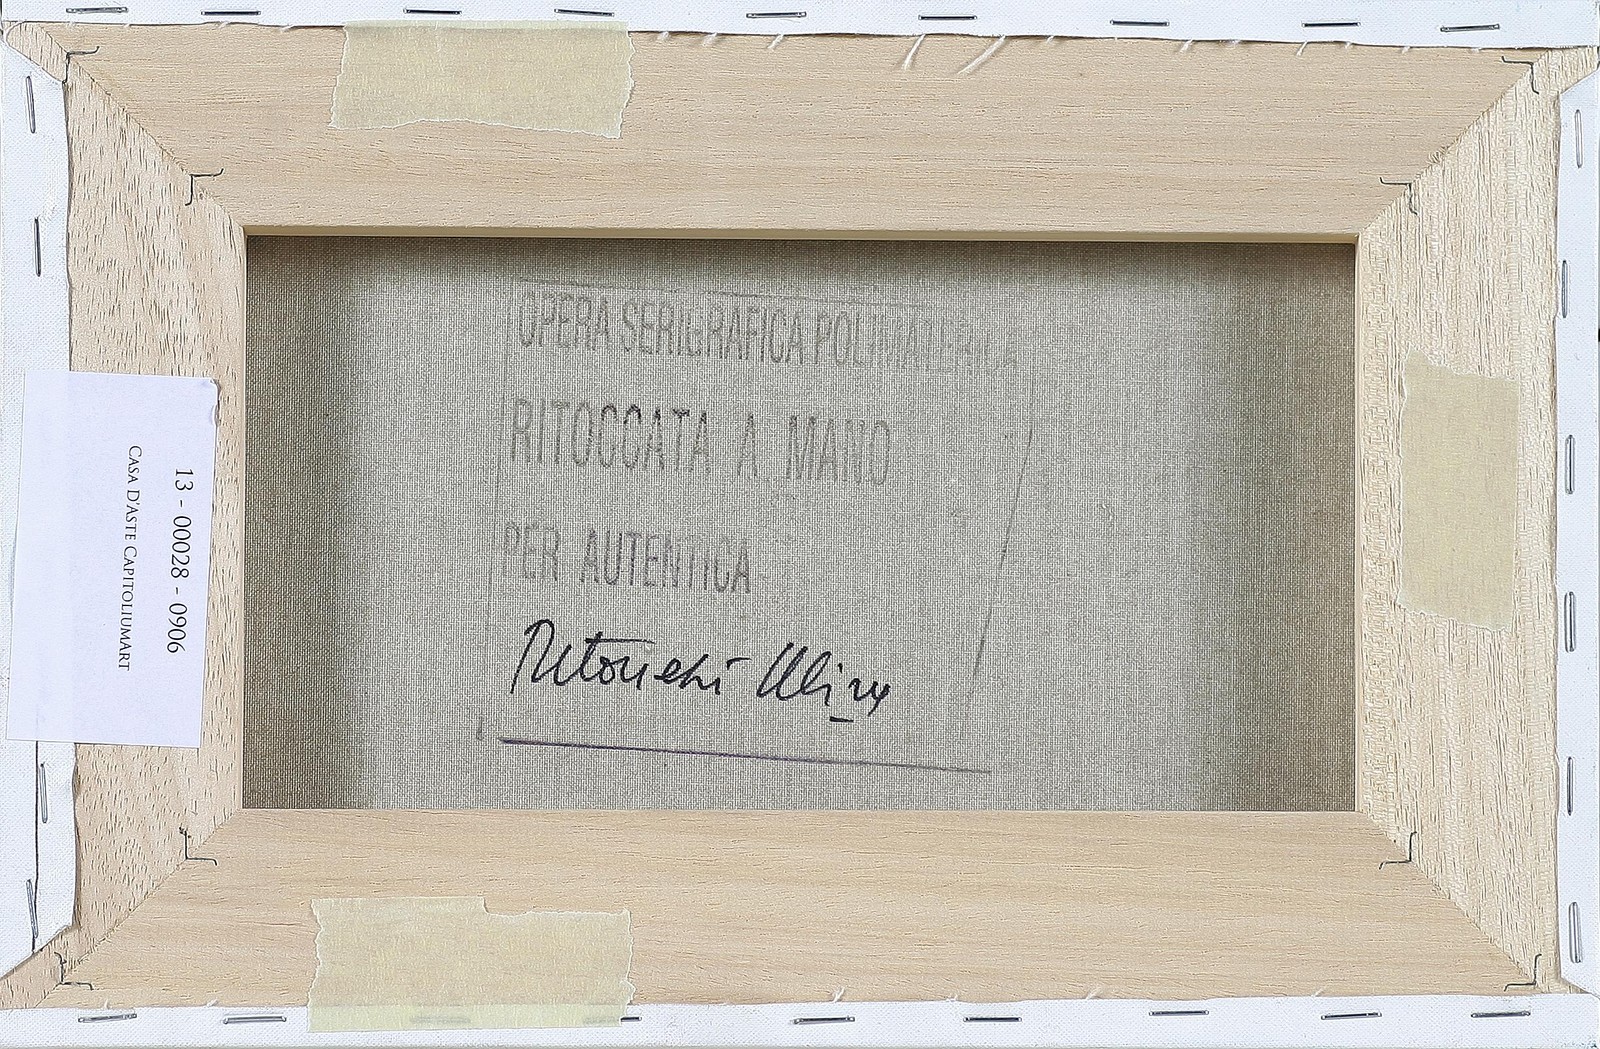 OPERA SERIGRAFICA POLIMATERICA
RITOCCATA A MANO
PER AUTENTICA
13 - 00028 - 0906
CASA D'ASTE CAPITOLIUMART